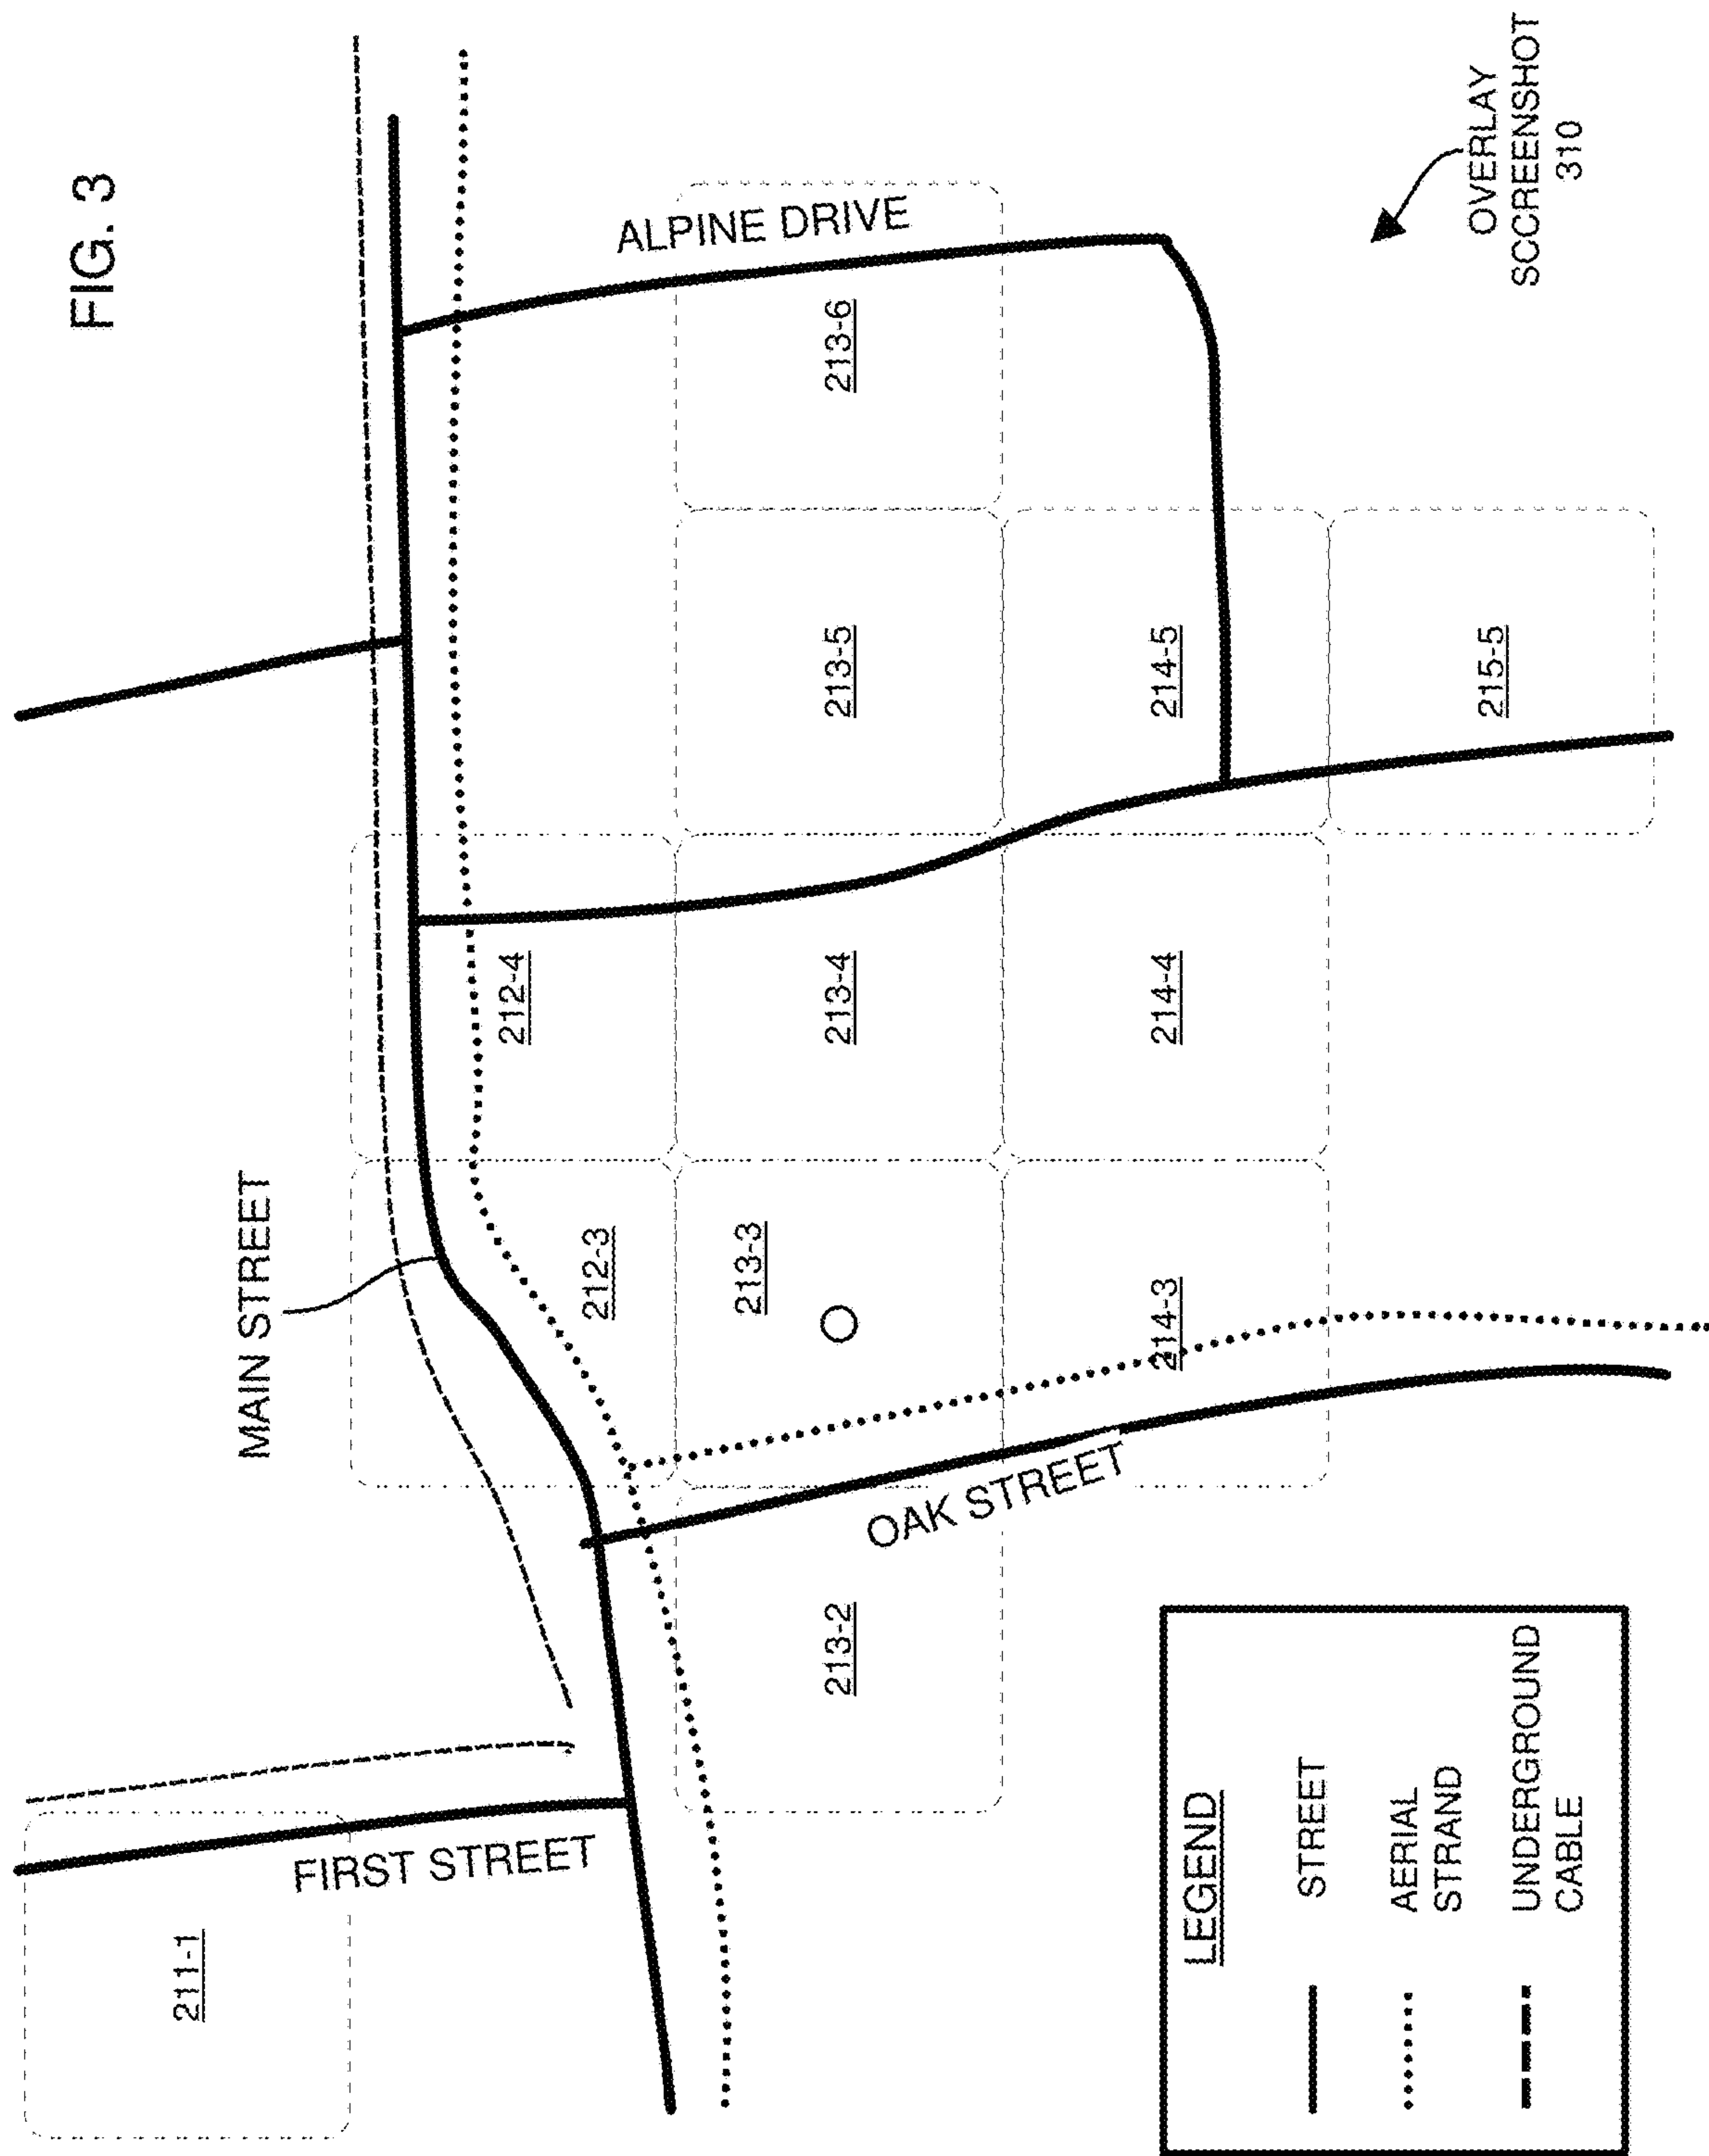 FIG. 3
211-1
FIRST STREET
MAIN STREET
212-3
212-4
213-2
213-3
213-4
213-5
213-6
ALPINE DRIVE
OAK STREET
214-3
214-4
214-5
215-5
LEGEND
STREET
AERIAL
STRAND
UNDERGROUND
CABLE
OVERLAY
SCCREENSHOT
310